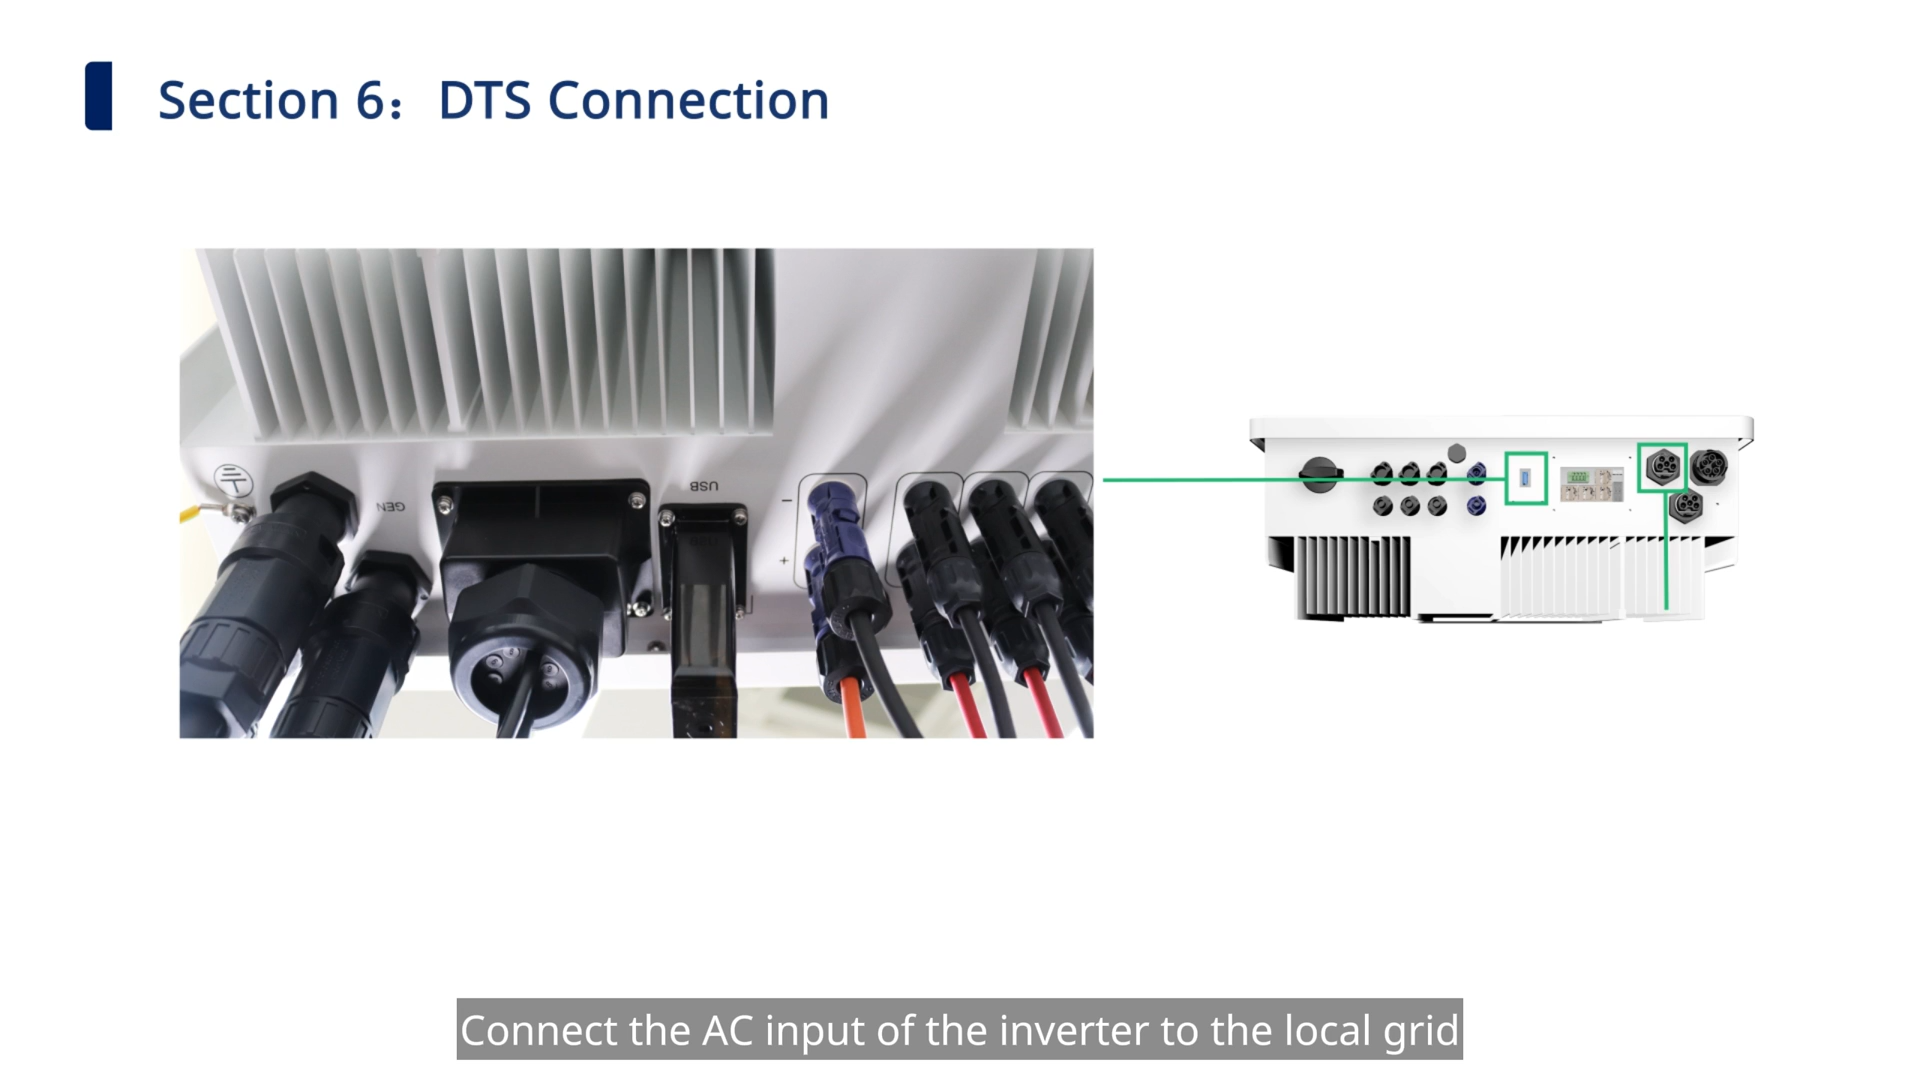 Section 6：DTS Connection
GEN
USB
−
+
Connect the AC input of the inverter to the local grid